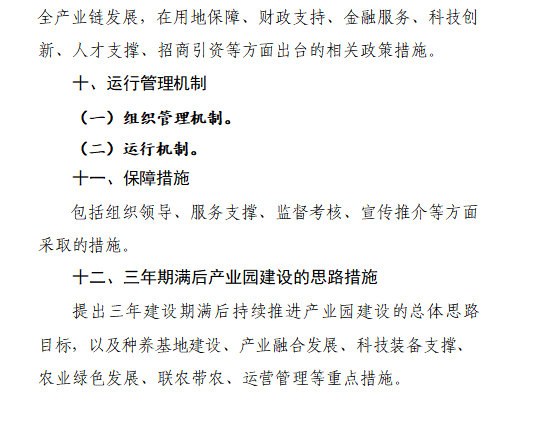 全产业链发展，在用地保障、财政支持、金融服务、科技创
新、人才支撑、招商引资等方面出台的相关政策措施。
十、运行管理机制
（一）组织管理机制。
（二）运行机制。
十一、保障措施
包括组织领导、服务支撑、监督考核、宣传推介等方面
采取的措施。
十二、三年期满后产业园建设的思路措施
提出三年建设期满后持续推进产业园建设的总体思路
目标，以及种养基地建设、产业融合发展、科技装备支撑、
农业绿色发展、联农带农、运营管理等重点措施。